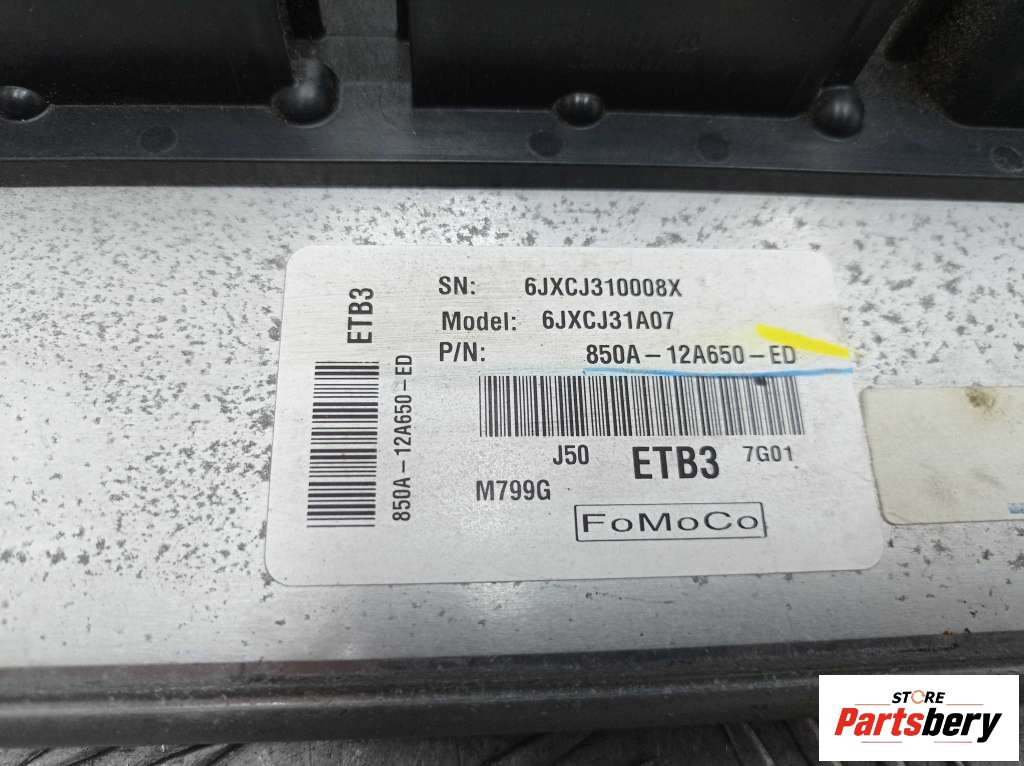 SN: 6JXCJ310008X
Model: 6JXCJ31A07
P/N: 850A-12A650-ED
J50 ETB3 7G01
M799G
FoMoCo
ETB3
850A-12A650-ED
STORE
Partsbery